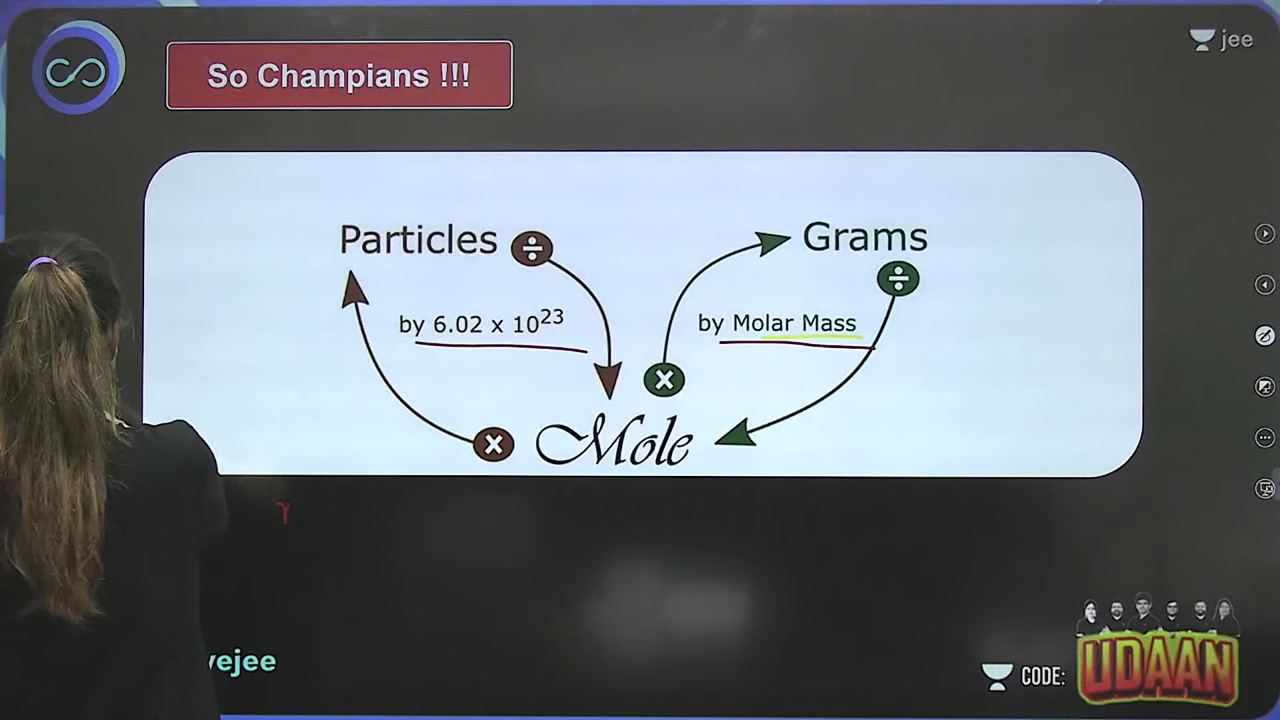 So Champians !!!
jee
Particles ÷
Grams
÷
by 6.02 x 10²³
by Molar Mass
×
× Mole
γ
vejee
CODE: UDAAN